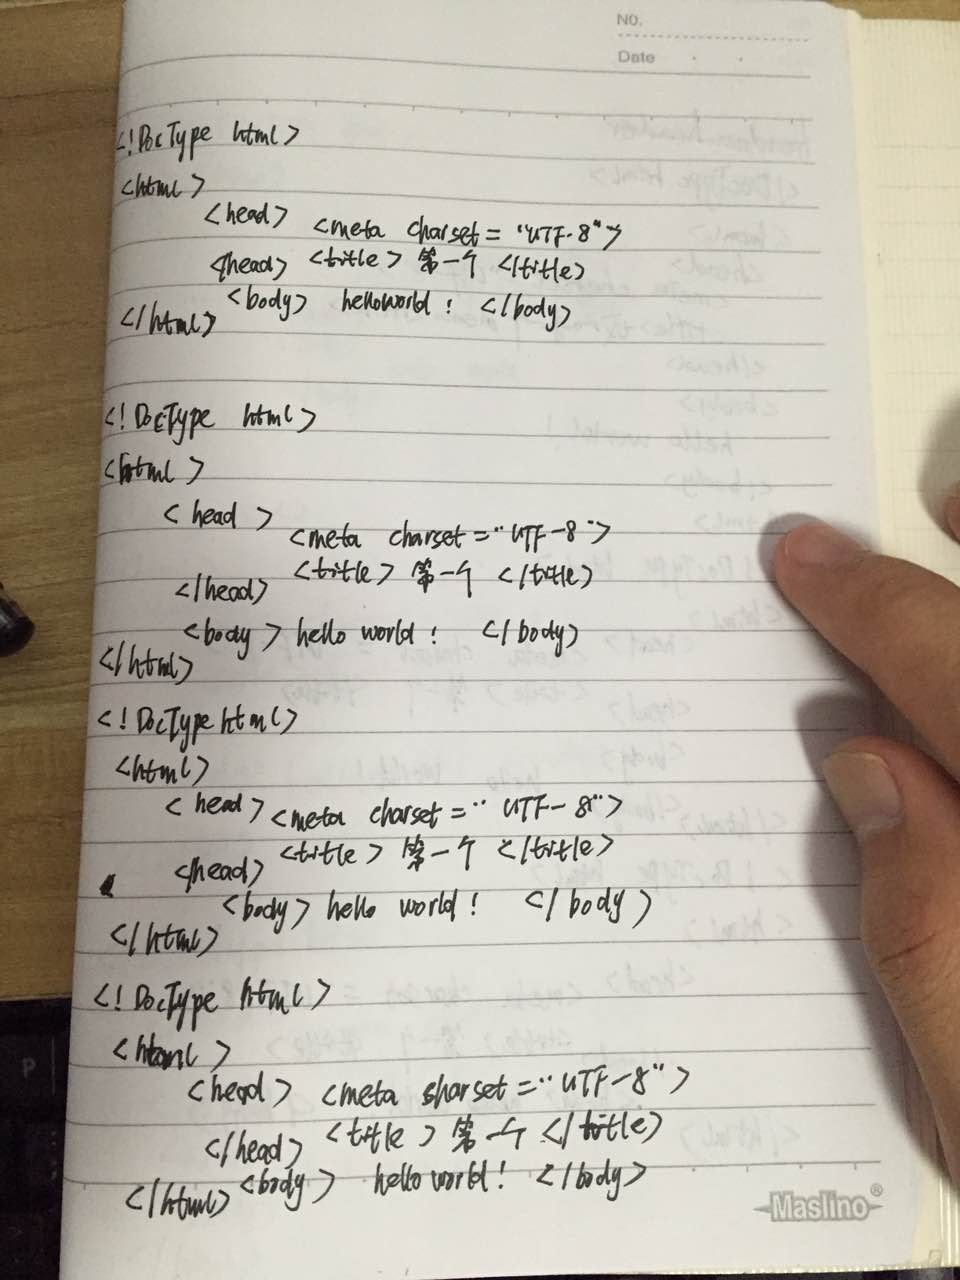 NO.
Date
<!DocType html>
<html>
<head> <meta charset="UTF-8">
<head> <title> 第一个 </title>
<body> helloworld! </body>
</html>
<!DocType html>
<html>
<head>
<meta charset="UTF-8">
<title> 第一个 </title>
</head>
<body> hello world! </body>
</html>
<!DocType html>
<html>
<head> <meta charset="UTF-8">
<title> 第一个 </title>
<head>
<body> hello world! </body>
</html>
<!DocType html>
<html>
<head> <meta charset="UTF-8">
</head> <title> 第一个 </title>
<body> hello world! </body>
</html>
Maslino®